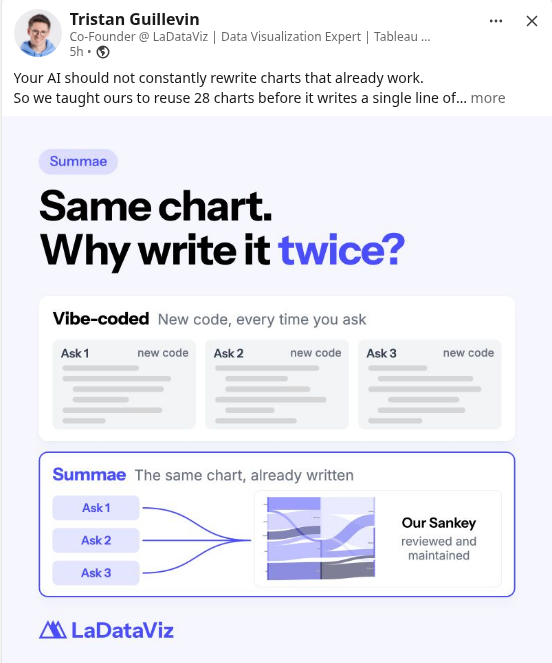 Tristan Guillevin
Co-Founder @ LaDataViz | Data Visualization Expert | Tableau ...
5h •
Your AI should not constantly rewrite charts that already work.
So we taught ours to reuse 28 charts before it writes a single line of... more
Summae
Same chart.
Why write it twice?
Vibe-coded New code, every time you ask
Ask 1 new code
Ask 2 new code
Ask 3 new code
Summae The same chart, already written
Ask 1
Ask 2
Ask 3
Our Sankey
reviewed and
maintained
LaDataViz